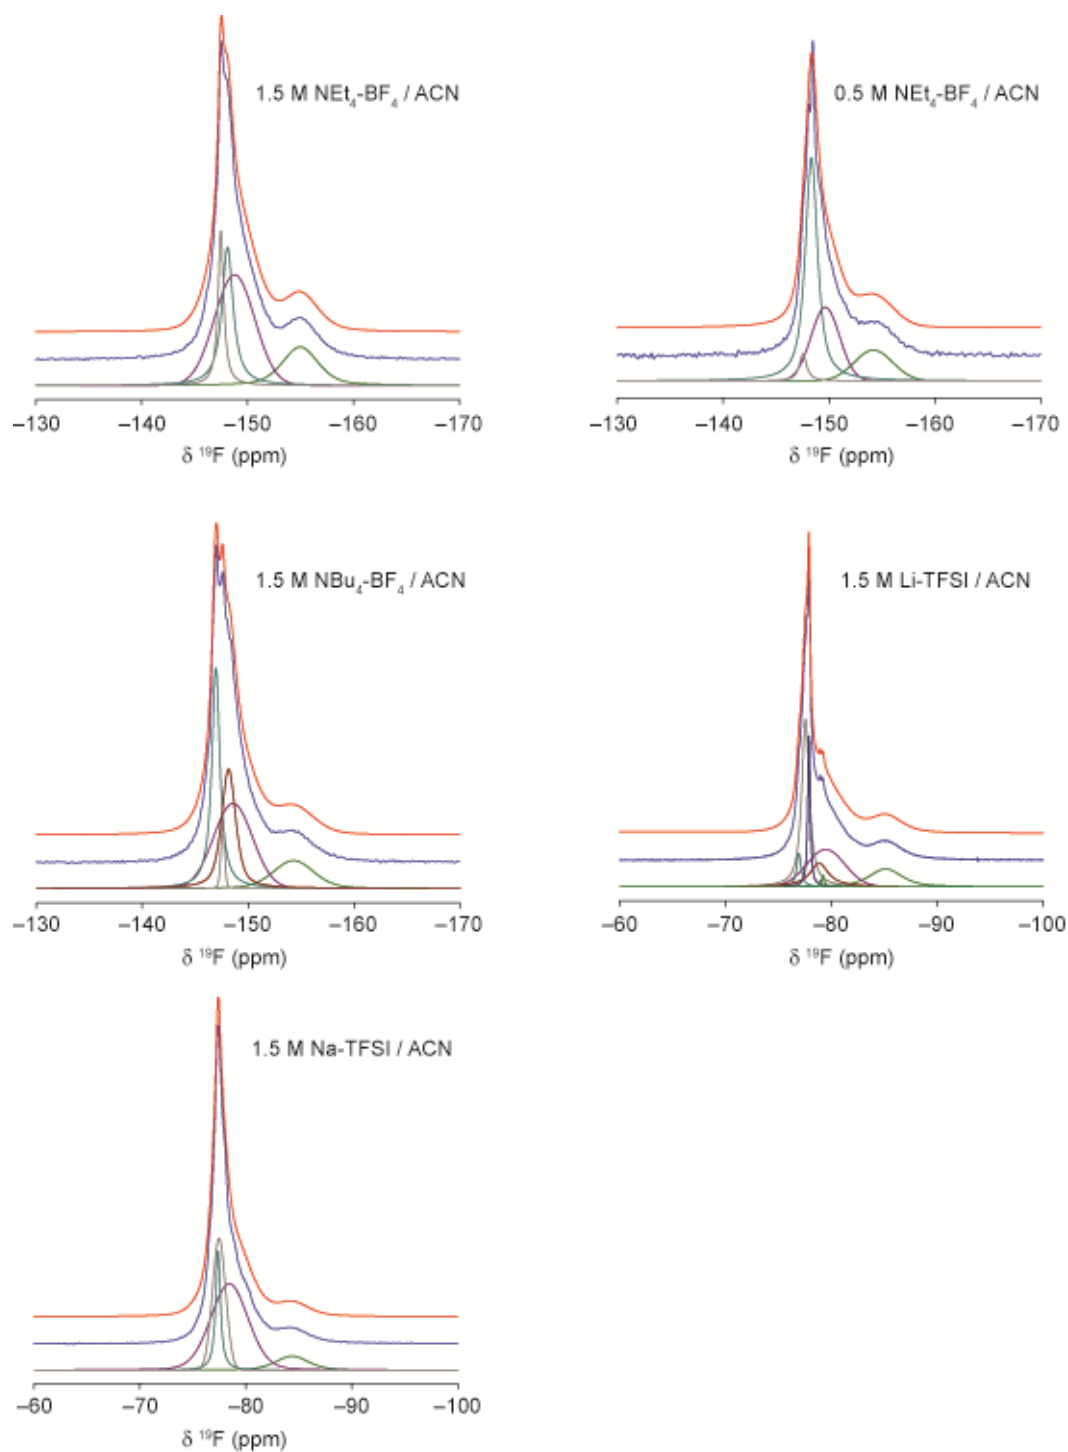 1.5 M NEt₄-BF₄ / ACN
–130 –140 –150 –160 –170
δ ¹⁹F (ppm)
0.5 M NEt₄-BF₄ / ACN
–130 –140 –150 –160 –170
δ ¹⁹F (ppm)
1.5 M NBu₄-BF₄ / ACN
–130 –140 –150 –160 –170
δ ¹⁹F (ppm)
1.5 M Li-TFSI / ACN
–60 –70 –80 –90 –100
δ ¹⁹F (ppm)
1.5 M Na-TFSI / ACN
–60 –70 –80 –90 –100
δ ¹⁹F (ppm)